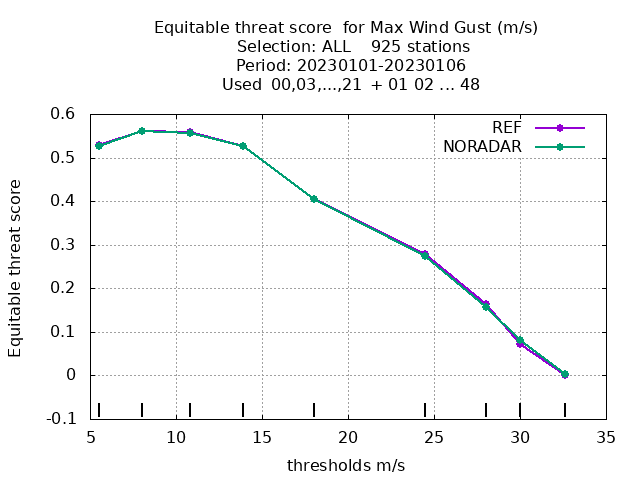 Equitable threat score  for Max Wind Gust (m/s)
Selection: ALL    925 stations
Period: 20230101-20230106
Used  00,03,...,21  + 01 02 ... 48
REF
NORADAR
0.6
0.5
0.4
0.3
0.2
0.1
0
-0.1
Equitable threat score
5 10 15 20 25 30 35
thresholds m/s